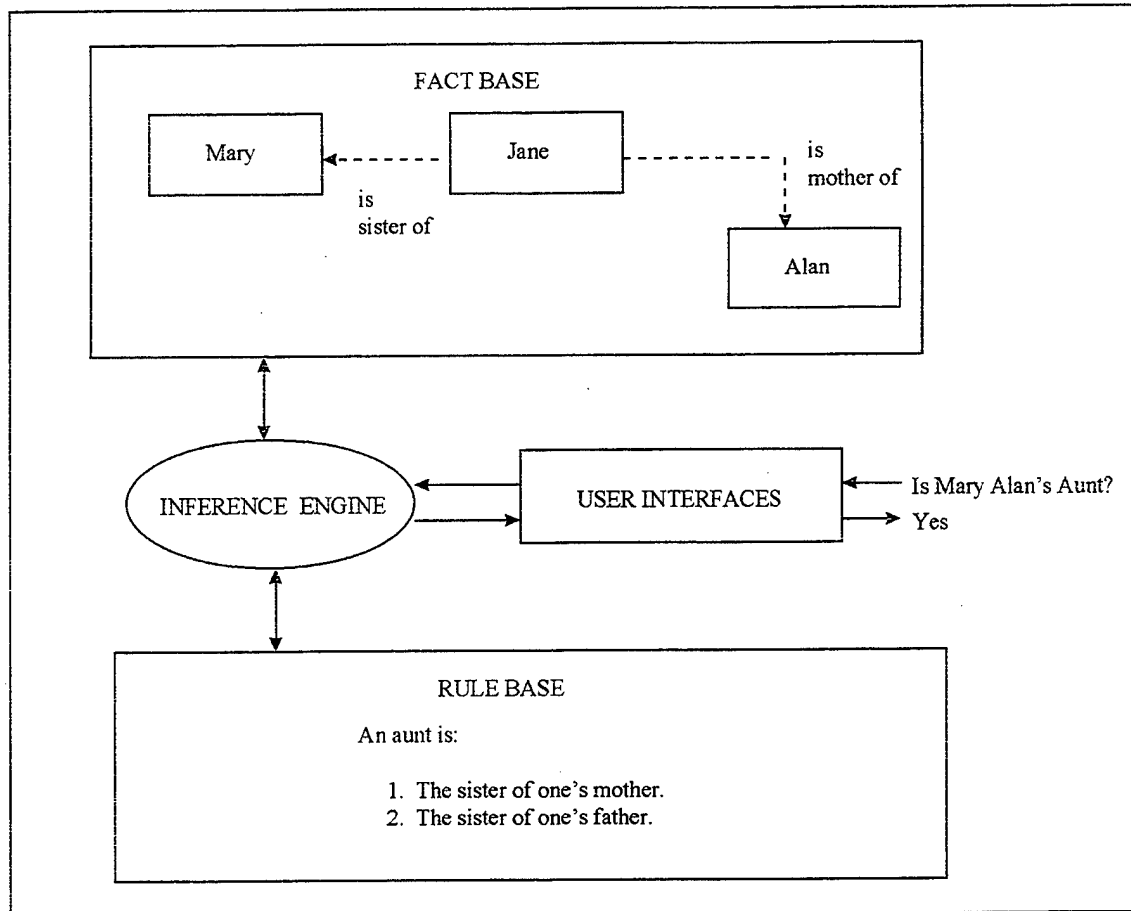 FACT BASE
Mary
Jane
is
sister of
is
mother of
Alan
INFERENCE ENGINE
USER INTERFACES
Is Mary Alan's Aunt?
Yes
RULE BASE
An aunt is:
1. The sister of one's mother.
2. The sister of one's father.